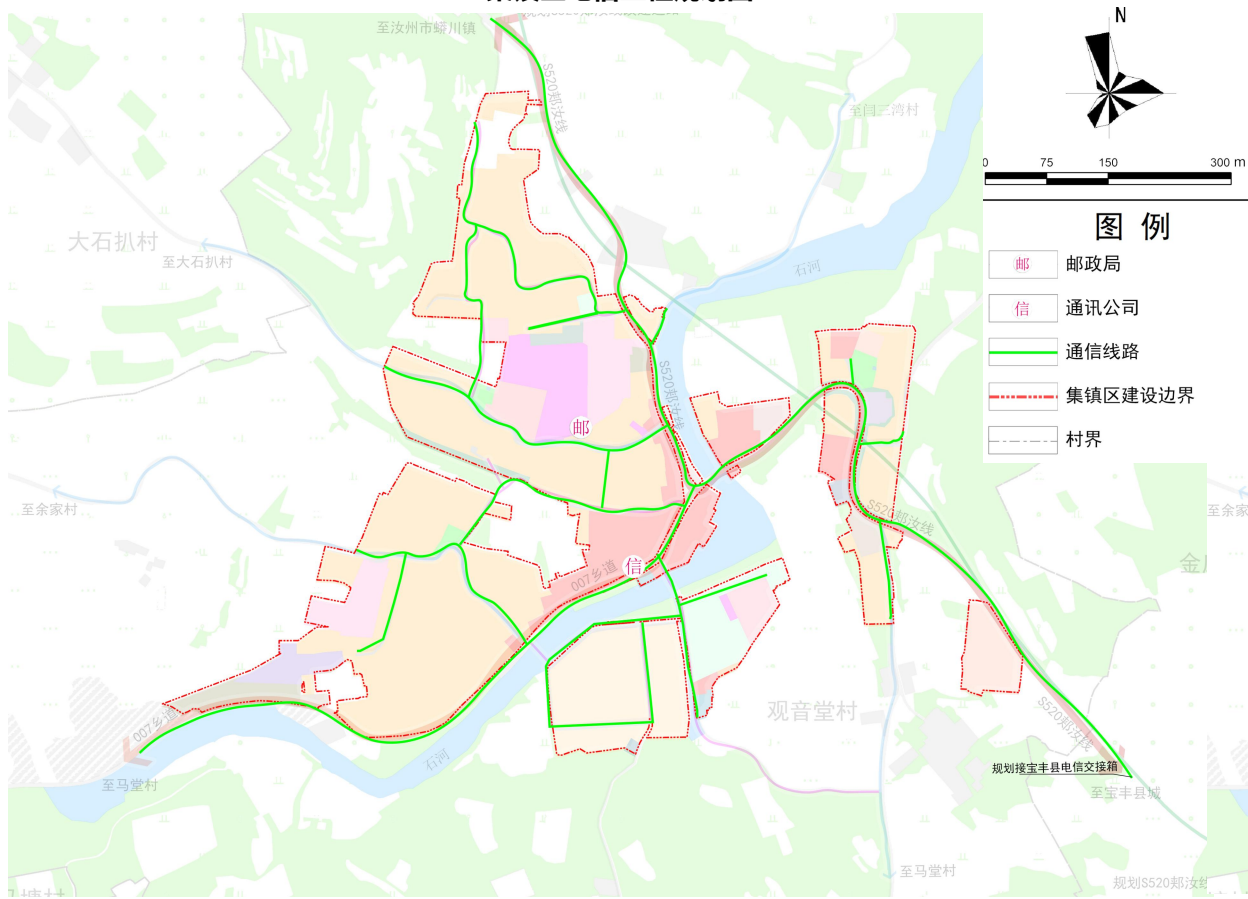 至汝州市蟒川镇
N
S520郏汝线
至闫三湾村
0 75 150 300 m
图 例
大石扒村
至大石扒村
石河
邮 邮政局
信 通讯公司
通信线路
S520郏汝线
集镇区建设边界
邮
村界
至余家村
S520郏汝线
至余家
信
007乡道
观音堂村
007乡道
S520郏汝线
石河
规划接宝丰县电信交接箱
至马堂村
至宝丰县城
至马堂村
规划S520郏汝线